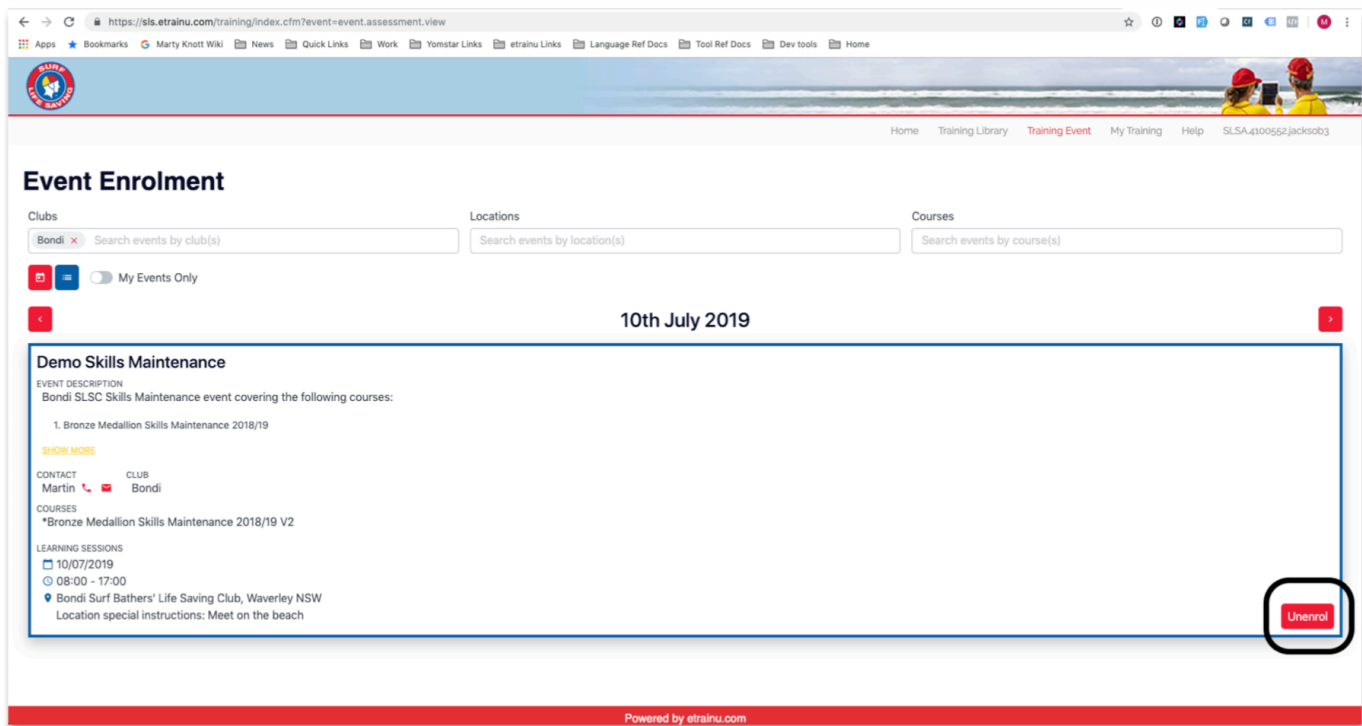 https://sls.etrainu.com/training/index.cfm?event=event.assessment.view
Apps Bookmarks Marty Knott Wiki News Quick Links Work Yomstar Links etrainu Links Language Ref Docs Tool Ref Docs Dev tools Home
SURF
LIFE SAVING
Home Training Library Training Event My Training Help SLSA.4100552.jacksob3
Event Enrolment
Clubs Locations Courses
Bondi × Search events by club(s) Search events by location(s) Search events by course(s)
My Events Only
10th July 2019
Demo Skills Maintenance
EVENT DESCRIPTION
Bondi SLSC Skills Maintenance event covering the following courses:
1. Bronze Medallion Skills Maintenance 2018/19
SHOW MORE
CONTACT CLUB
Martin Bondi
COURSES
*Bronze Medallion Skills Maintenance 2018/19 V2
LEARNING SESSIONS
10/07/2019
08:00 - 17:00
Bondi Surf Bathers' Life Saving Club, Waverley NSW
Location special instructions: Meet on the beach
Unenrol
Powered by etrainu.com